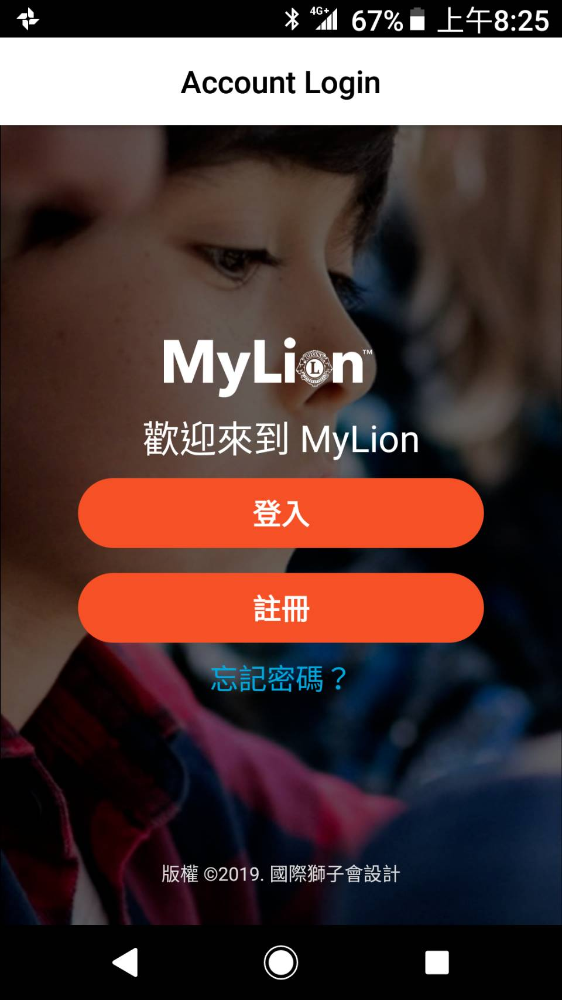 4G+ 67% 上午8:25
Account Login
MyLion™
歡迎來到 MyLion
登入
註冊
忘記密碼？
版權 ©2019. 國際獅子會設計